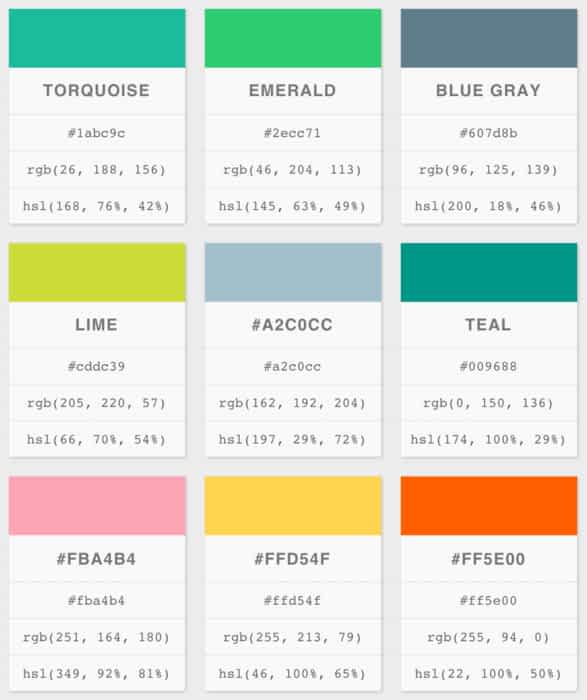 TORQUOISE
#1abc9c
rgb(26, 188, 156)
hsl(168, 76%, 42%)
EMERALD
#2ecc71
rgb(46, 204, 113)
hsl(145, 63%, 49%)
BLUE GRAY
#607d8b
rgb(96, 125, 139)
hsl(200, 18%, 46%)
LIME
#cddc39
rgb(205, 220, 57)
hsl(66, 70%, 54%)
#A2C0CC
#a2c0cc
rgb(162, 192, 204)
hsl(197, 29%, 72%)
TEAL
#009688
rgb(0, 150, 136)
hsl(174, 100%, 29%)
#FBA4B4
#fba4b4
rgb(251, 164, 180)
hsl(349, 92%, 81%)
#FFD54F
#ffd54f
rgb(255, 213, 79)
hsl(46, 100%, 65%)
#FF5E00
#ff5e00
rgb(255, 94, 0)
hsl(22, 100%, 50%)